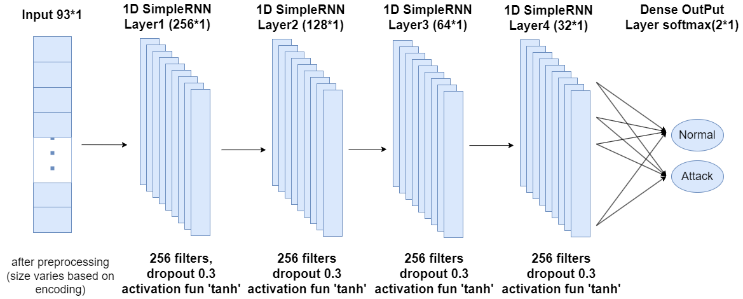 Input 93*1
1D SimpleRNN
Layer1 (256*1)
1D SimpleRNN
Layer2 (128*1)
1D SimpleRNN
Layer3 (64*1)
1D SimpleRNN
Layer4 (32*1)
Dense OutPut
Layer softmax(2*1)
Normal
Attack
after preprocessing
(size varies based on
encoding)
256 filters,
dropout 0.3
activation fun 'tanh'
256 filters
dropout 0.3
activation fun 'tanh'
256 filters
dropout 0.3
activation fun 'tanh'
256 filters
dropout 0.3
activation fun 'tanh'